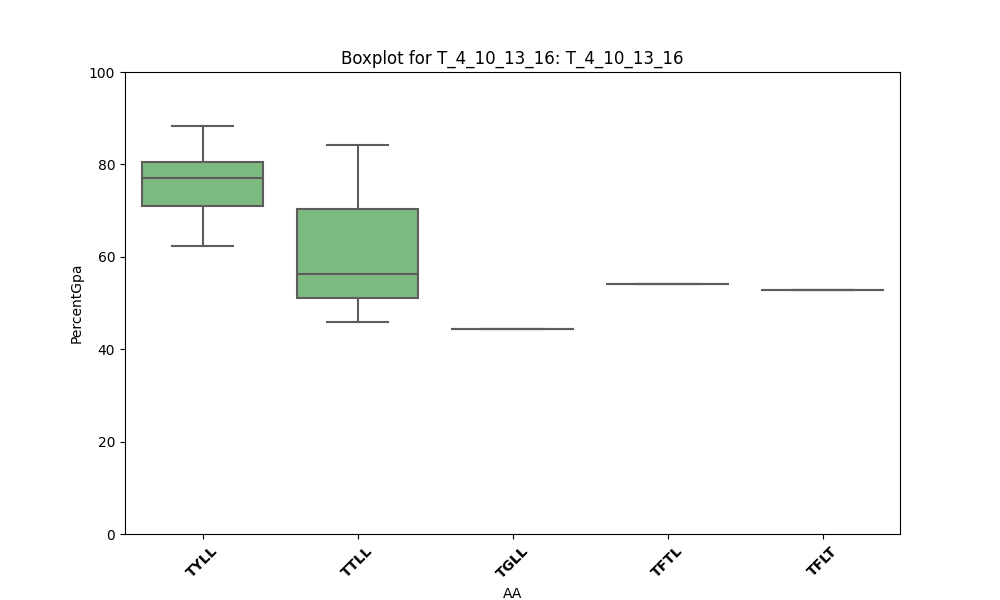 Boxplot for T_4_10_13_16: T_4_10_13_16
100
80
60
40
20
0
PercentGpa
TYLL
TTLL
TGLL
TFTL
TFLT
AA